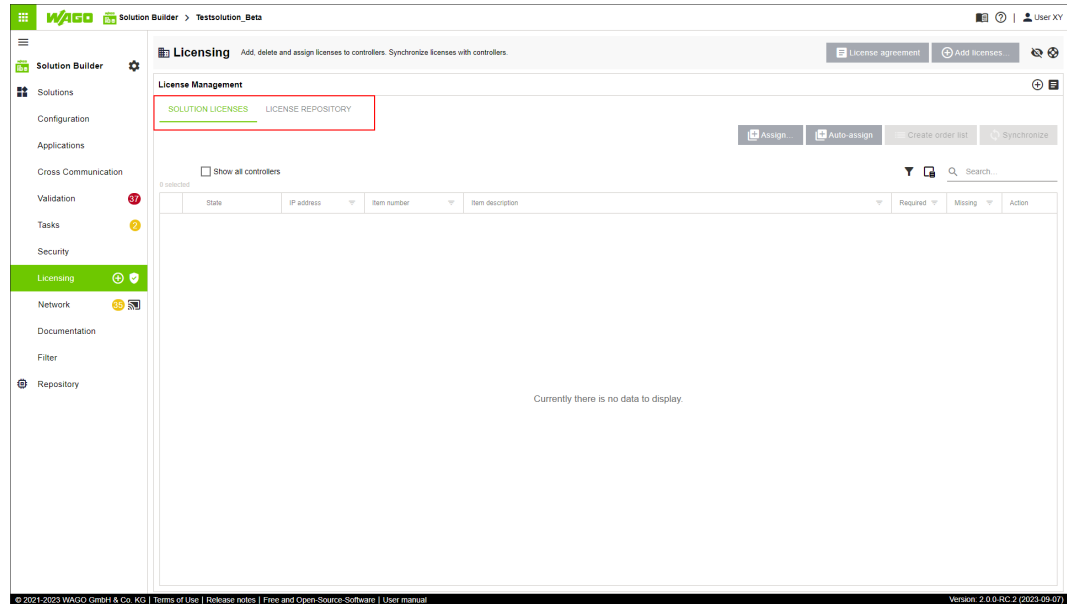 WAGO Solution Builder > Testsolution_Beta User XY
Licensing Add, delete and assign licenses to controllers. Synchronize licenses with controllers. License agreement Add licenses...
Solution Builder
License Management
Solutions
SOLUTION LICENSES LICENSE REPOSITORY
Configuration
Assign... Auto-assign Create order list Synchronize
Applications
Cross Communication
Show all controllers Search...
0 selected
Validation 37
State IP address Item number Item description Required Missing Action
Tasks 2
Security
Licensing
Network 35
Documentation
Filter
Repository
Currently there is no data to display.
© 2021-2023 WAGO GmbH & Co. KG | Terms of Use | Release notes | Free and Open-Source-Software | User manual Version: 2.0.0-RC.2 (2023-09-07)